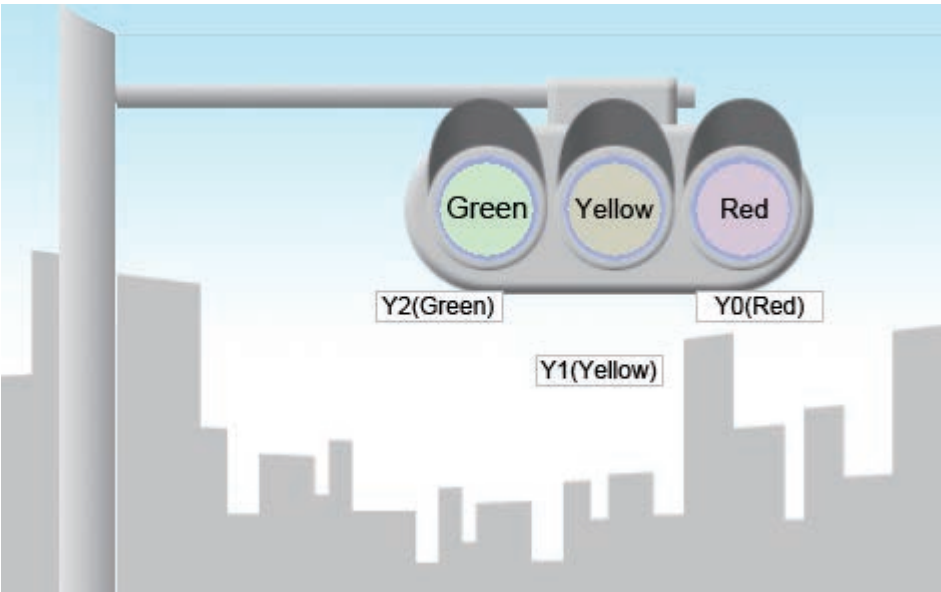 Green
Yellow
Red
Y2(Green)
Y0(Red)
Y1(Yellow)